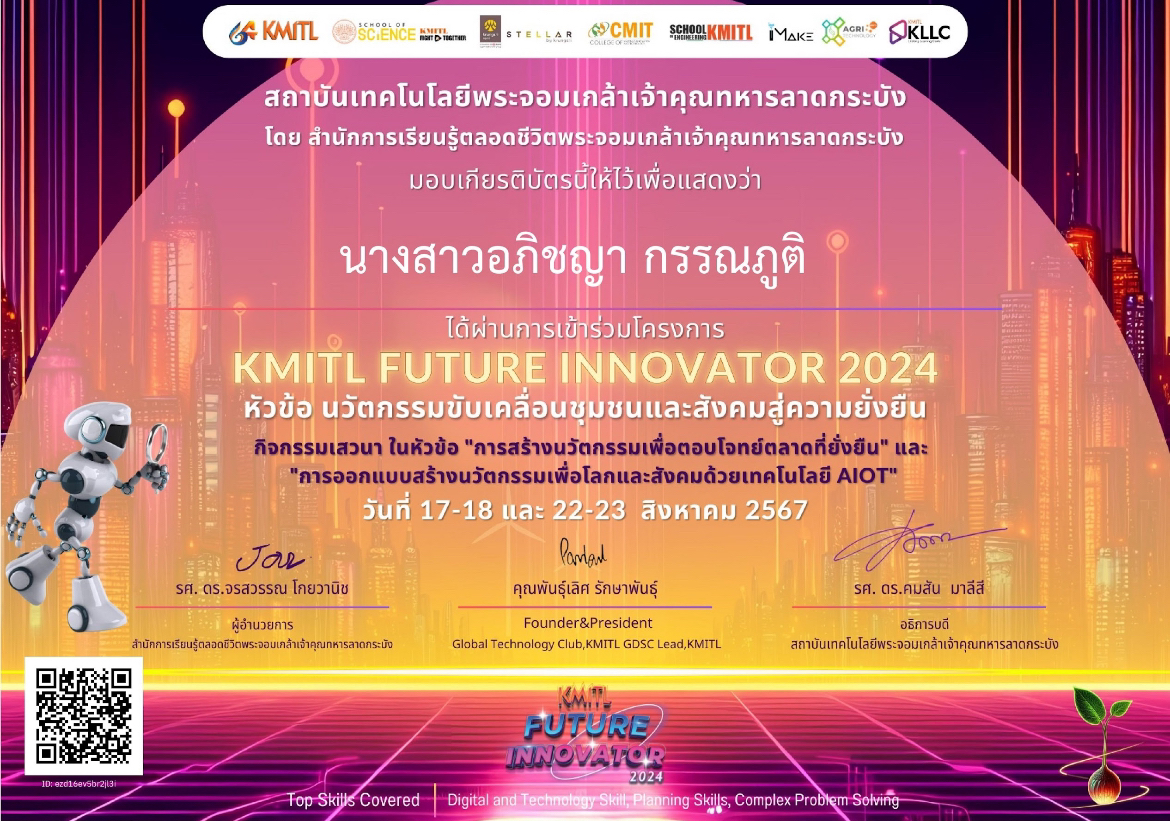 64 KMITL SCHOOL OF SCiENCE KMITL FIGHT TOGETHER STELLAR CMIT SCHOOL OF ENGINEERING KMITL iMAKE AGRI TECHNOLOGY KMITL KLLC
สถาบันเทคโนโลยีพระจอมเกล้าเจ้าคุณทหารลาดกระบัง
โดย สำนักการเรียนรู้ตลอดชีวิตพระจอมเกล้าเจ้าคุณทหารลาดกระบัง
มอบเกียรติบัตรนี้ให้ไว้เพื่อแสดงว่า
นางสาวอภิชญา กรรณภูติ
ได้ผ่านการเข้าร่วมโครงการ
KMITL FUTURE INNOVATOR 2024
หัวข้อ นวัตกรรมขับเคลื่อนชุมชนและสังคมสู่ความยั่งยืน
กิจกรรมเสวนา ในหัวข้อ "การสร้างนวัตกรรมเพื่อตอบโจทย์ตลาดที่ยั่งยืน" และ
"การออกแบบสร้างนวัตกรรมเพื่อโลกและสังคมด้วยเทคโนโลยี AIOT"
วันที่ 17-18 และ 22-23 สิงหาคม 2567
รศ. ดร.จรสวรรณ โกยวานิช
ผู้อำนวยการ
สำนักการเรียนรู้ตลอดชีวิตพระจอมเกล้าเจ้าคุณทหารลาดกระบัง
คุณพันธุ์เลิศ รักษาพันธุ์
Founder&President
Global Technology Club,KMITL GDSC Lead,KMITL
รศ. ดร.คมสัน มาลีสี
อธิการบดี
สถาบันเทคโนโลยีพระจอมเกล้าเจ้าคุณทหารลาดกระบัง
ID: ezd16ev5br2jl3i
KMITL
FUTURE
INNOVATOR
2024
Top Skills Covered Digital and Technology Skill, Planning Skills, Complex Problem Solving